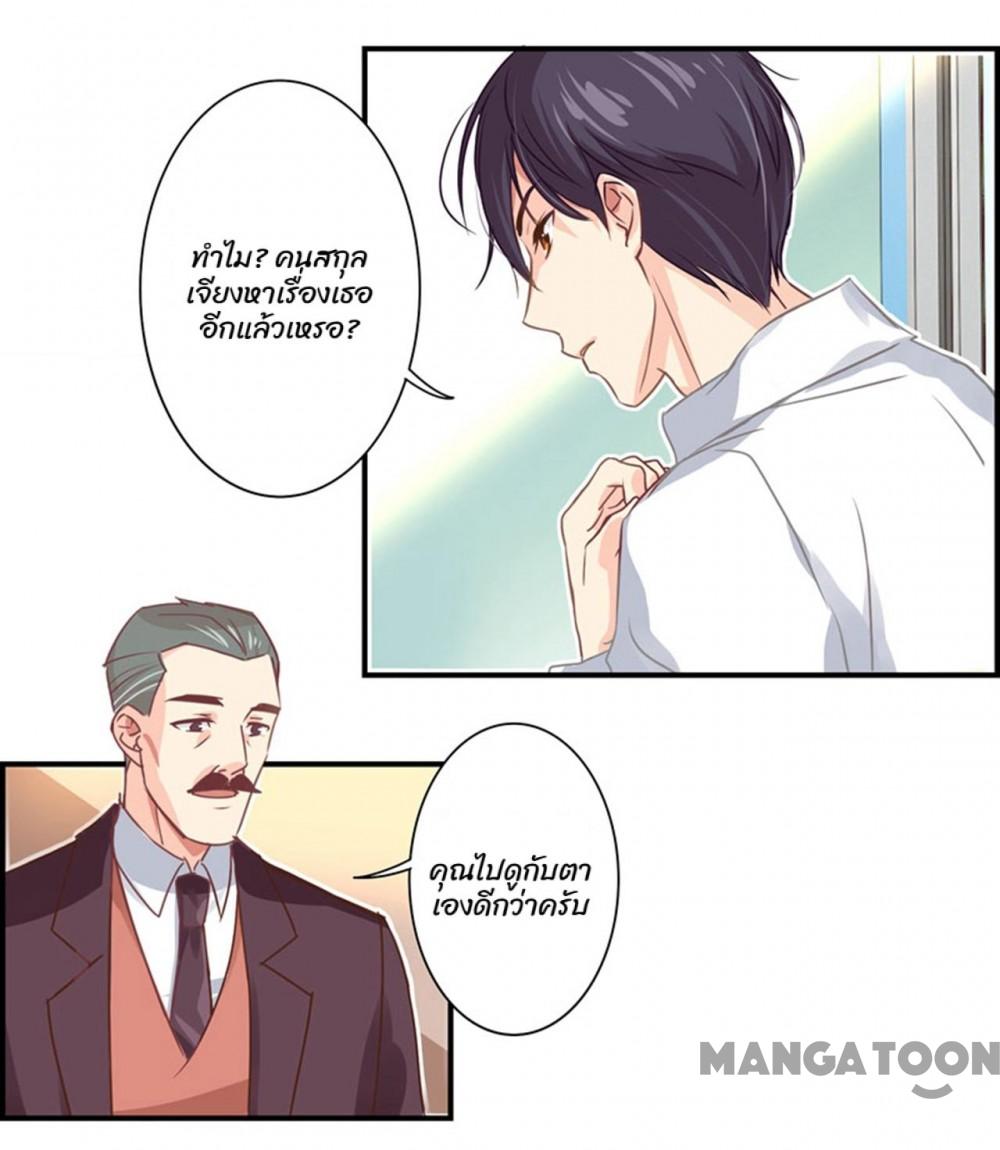 ทำไม? คนสกุล
เจียงหาเรื่องเธอ
อีกแล้วเหรอ?
คุณไปดูกับตา
เองดีกว่าครับ
MANGATOON